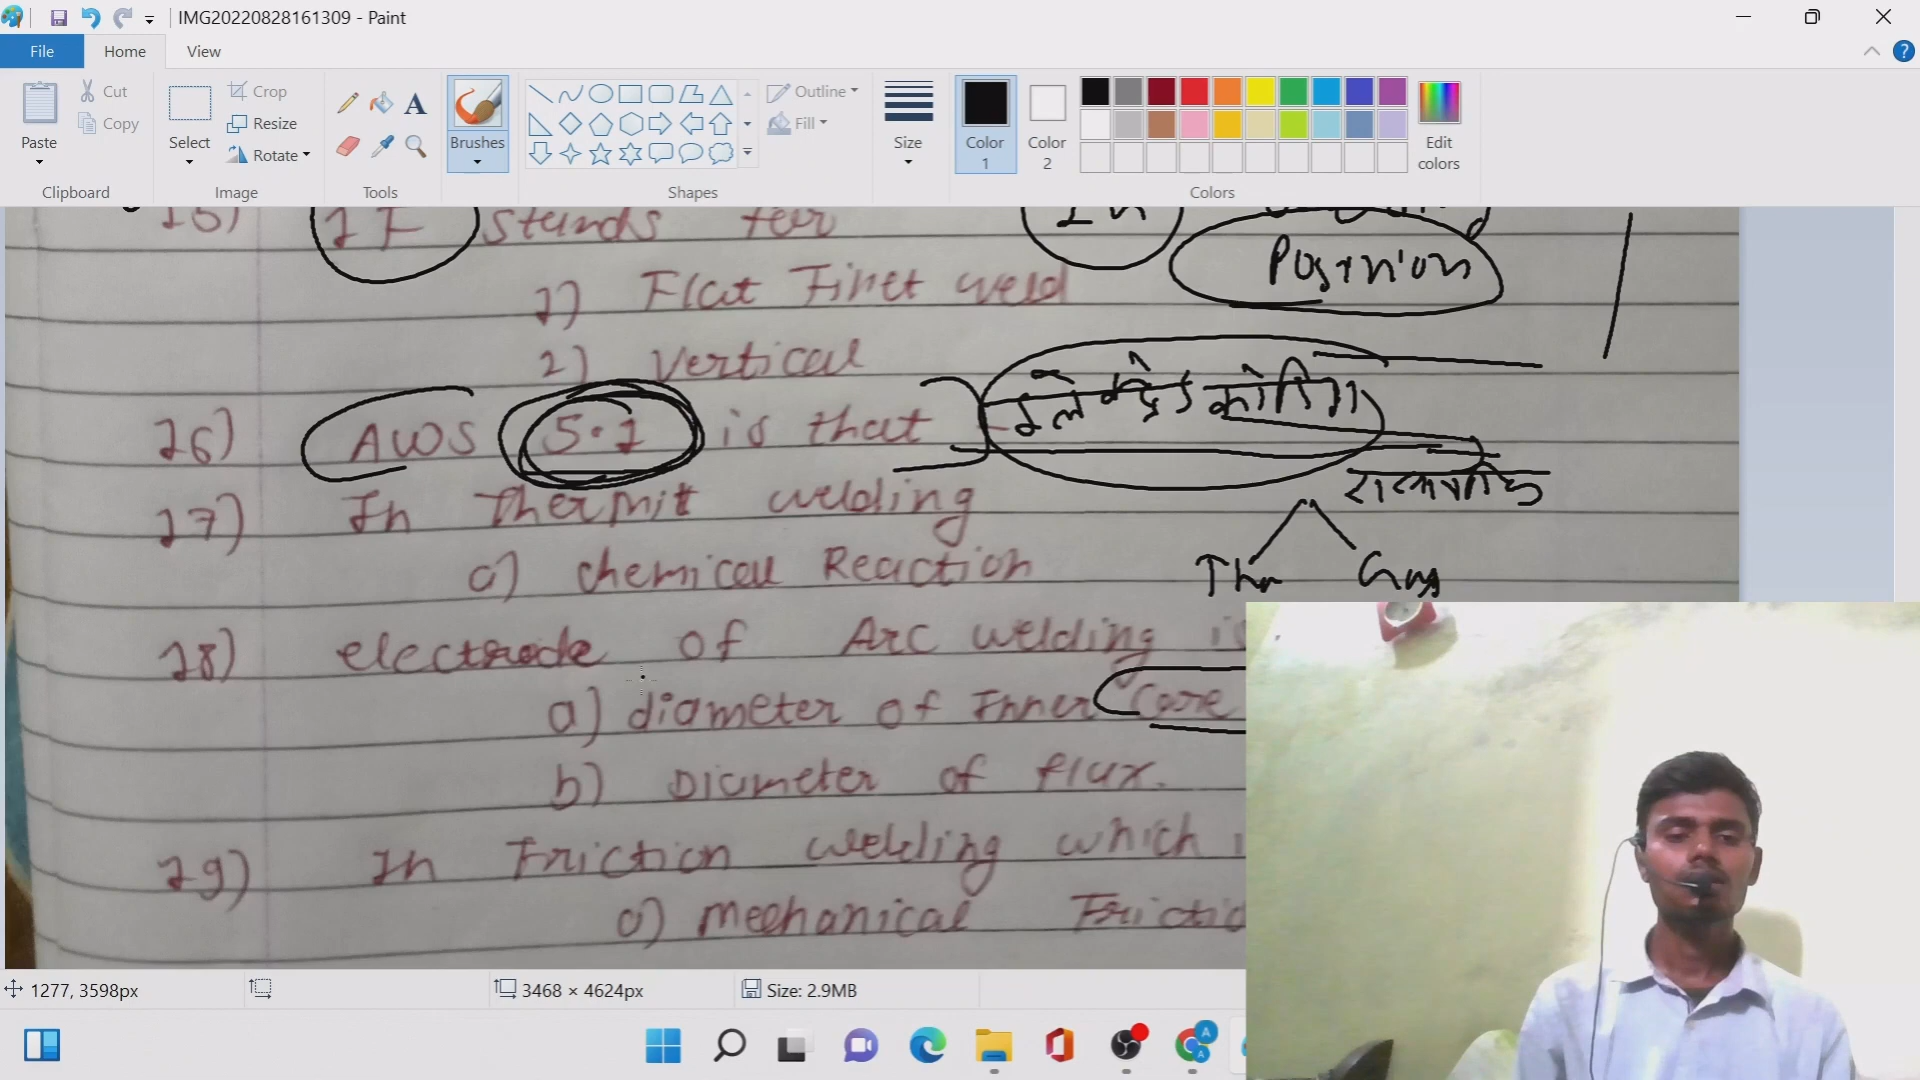 IMG20220828161309 - Paint
File Home View
Paste
Cut
Copy
Clipboard
Select
Crop
Resize
Rotate
Image
Tools
Brushes
Shapes
Outline
Fill
Size
Color 1
Color 2
Edit colors
Colors
stands for
1) Flat Fillet weld
Position
2) Vertical
26) AWS 5.1 is that
27) In Thermit welding
a) chemical Reaction
28) electrode of Arc welding is
a) diameter of Inner Core
b) Diameter of flux.
29) In Friction welding which
a) mechanical
1277, 3598px
3468 × 4624px
Size: 2.9MB